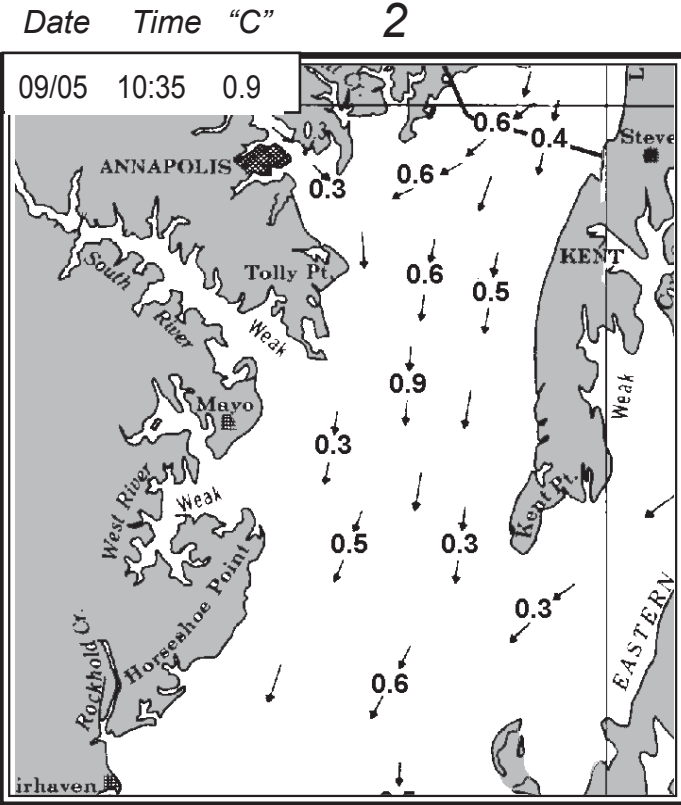 Date Time “C” 2
09/05 10:35 0.9
L
0.6
0.3
0.4
Steve
ANNAPOLIS
0.6
0.3
KENT
South River
Tolly Pt.
0.6
0.5
Weak
0.9
Weak
Mayo
0.3
Kent Pt.
West River
Weak
0.5
0.3
Horseshoe Point
0.3
EASTERN
Rockhold Cr.
0.6
irhaven